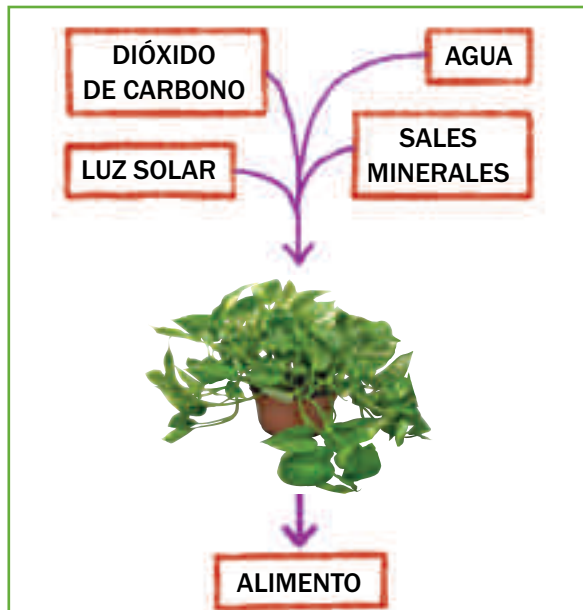 DIÓXIDO
DE CARBONO
AGUA
LUZ SOLAR
SALES
MINERALES
ALIMENTO